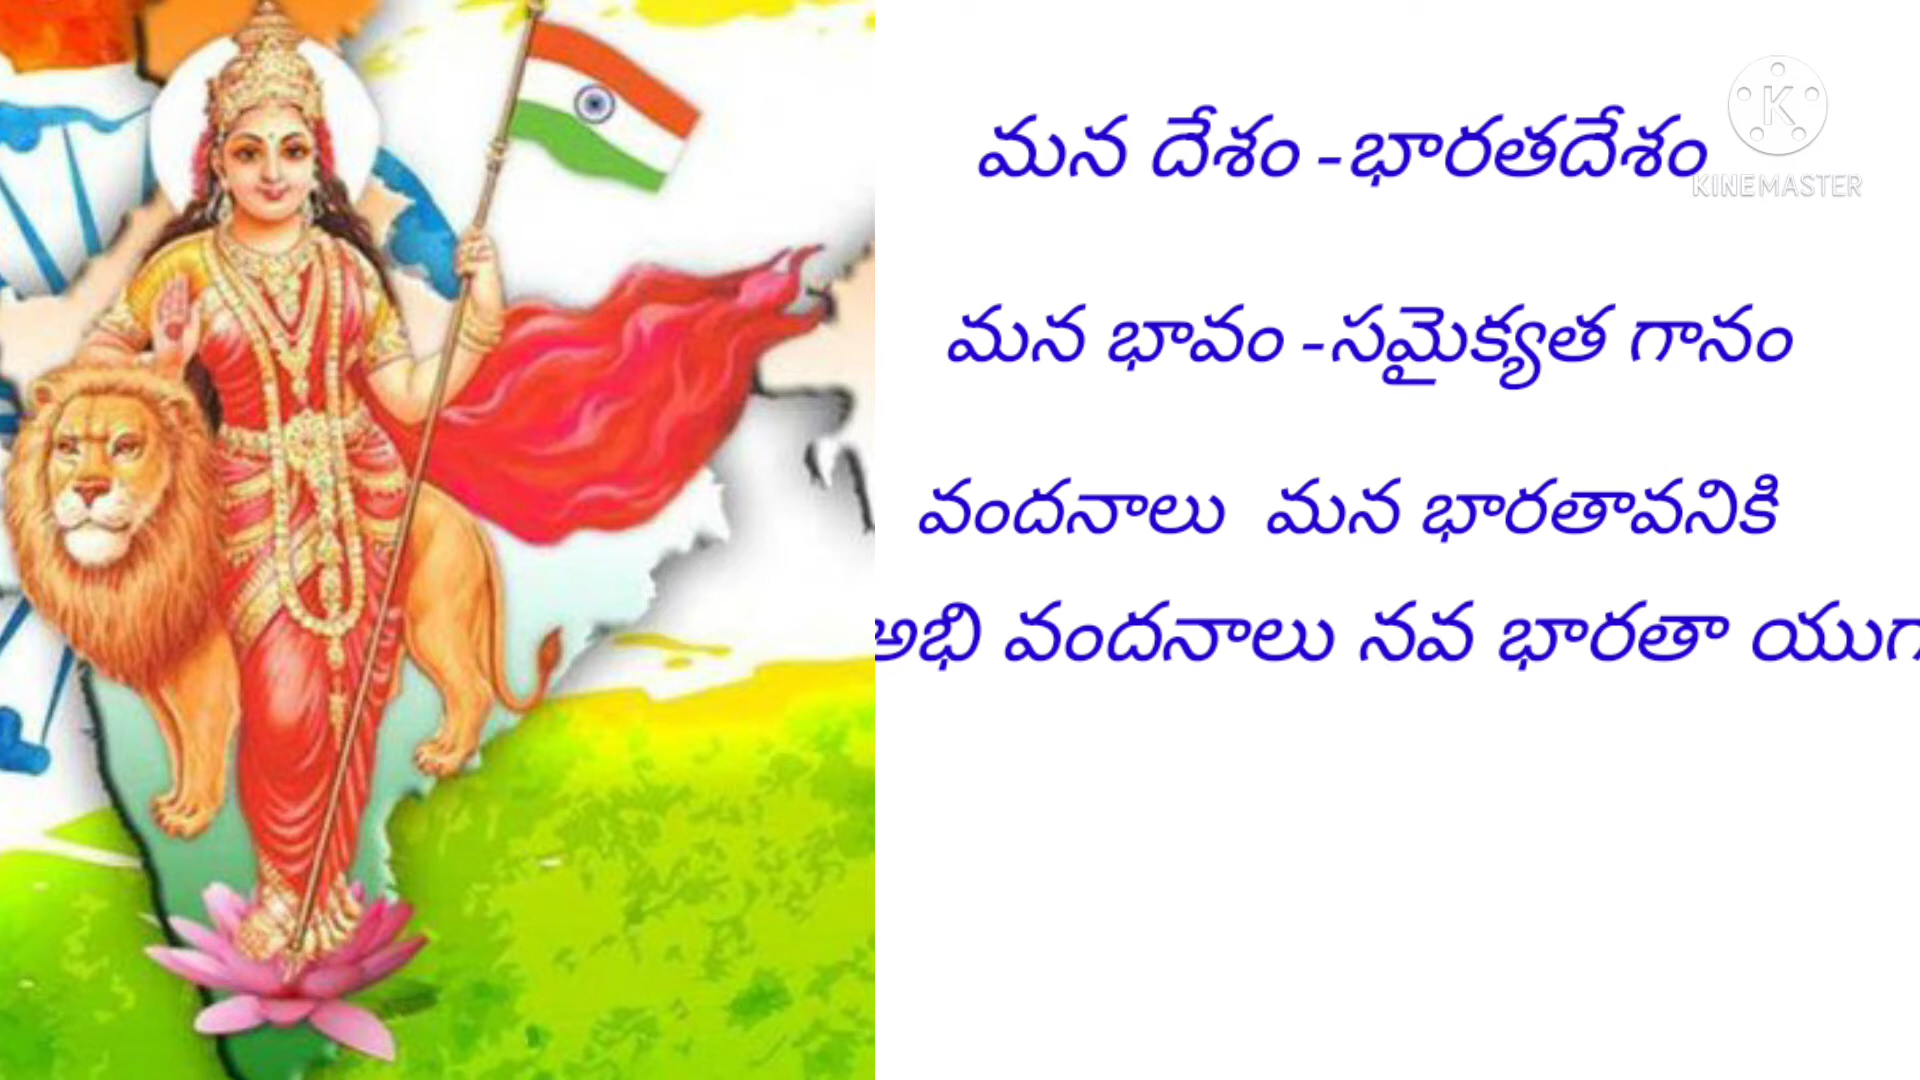 మన దేశం -భారతదేశం
KINEMASTER
మన భావం -సమైక్యత గానం
వందనాలు మన భారతావనికి
అభి వందనాలు నవ భారతా